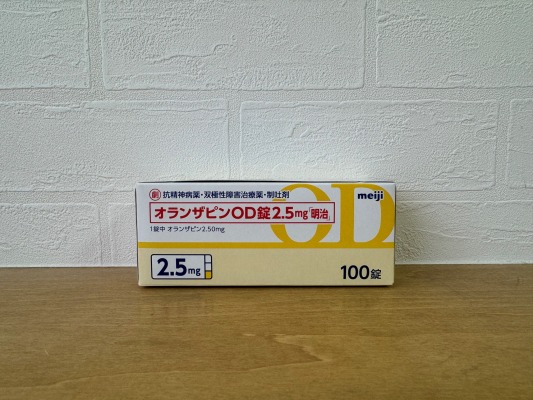 劇 抗精神病薬・双極性障害治療薬・制吐剤
meiji
オランザピンOD錠2.5mg「明治」
1錠中 オランザピン2.50mg
OD
2.5mg
100錠